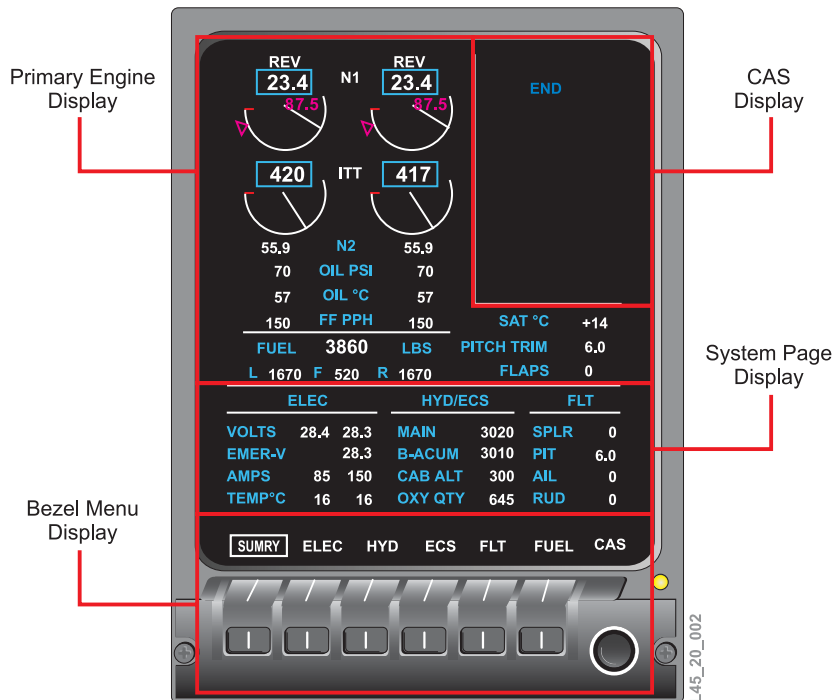 Primary Engine
Display
CAS
Display
System Page
Display
Bezel Menu
Display
REV REV
23.4 N1 23.4
87.5 87.5
END
420 ITT 417
55.9 N2 55.9
70 OIL PSI 70
57 OIL °C 57
150 FF PPH 150
SAT °C +14
FUEL 3860 LBS
PITCH TRIM 6.0
L 1670 F 520 R 1670
FLAPS 0
ELEC HYD/ECS FLT
VOLTS 28.4 28.3 MAIN 3020 SPLR 0
EMER-V 28.3 B-ACUM 3010 PIT 6.0
AMPS 85 150 CAB ALT 300 AIL 0
TEMP°C 16 16 OXY QTY 645 RUD 0
SUMRY ELEC HYD ECS FLT FUEL CAS
_45_20_002